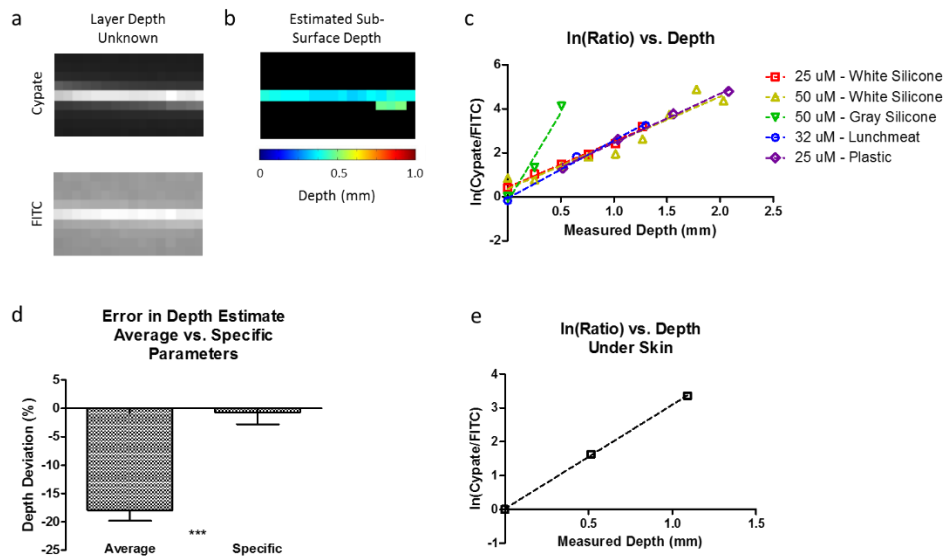 a
Layer Depth
Unknown
Cypate
FITC
b
Estimated Sub-
Surface Depth
0.0
1.0
Depth (mm)
c
ln(Ratio) vs. Depth
ln(Cypate/FITC)
6
4
2
0
-2
0.5
1.0
1.5
2.0
2.5
Measured Depth (mm)
25 uM - White Silicone
50 uM - White Silicone
50 uM - Gray Silicone
32 uM - Lunchmeat
25 uM - Plastic
d
Error in Depth Estimate
Average vs. Specific
Parameters
Depth Deviation (%)
5
0
-5
-10
-15
-20
-25
***
Average
Specific
e
ln(Ratio) vs. Depth
Under Skin
ln(Cypate/FITC)
4
3
2
1
0
0.5
1.0
1.5
Measured Depth (mm)